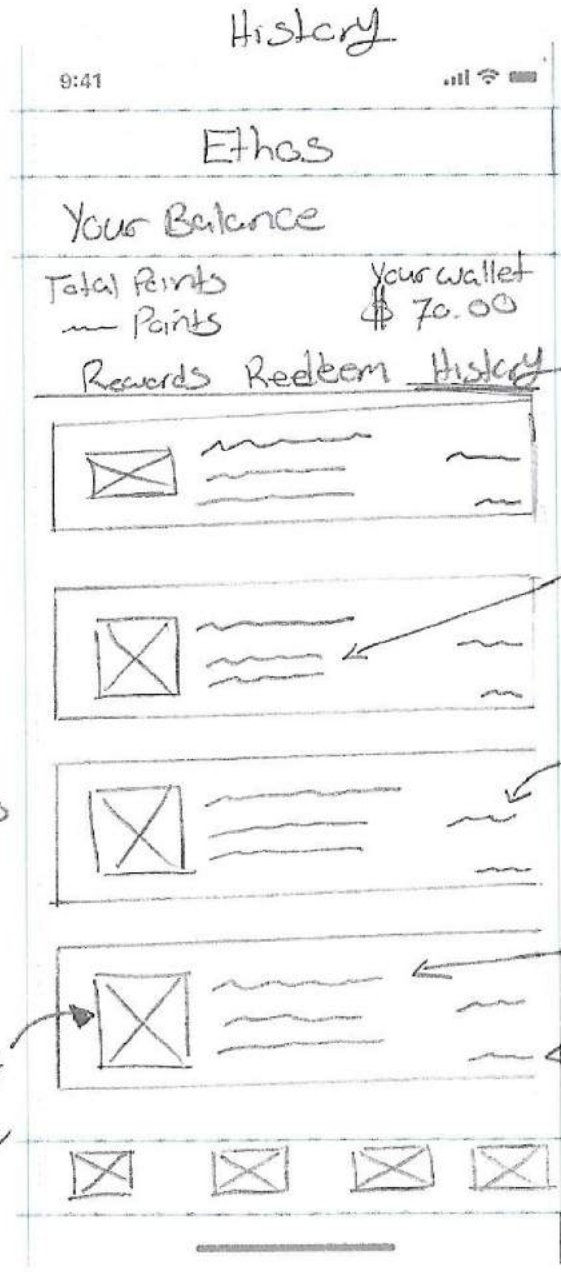 History
9:41
Ethos
Your Balance
Total Points Your wallet
Points $ 70.00
Rewards Redeem History